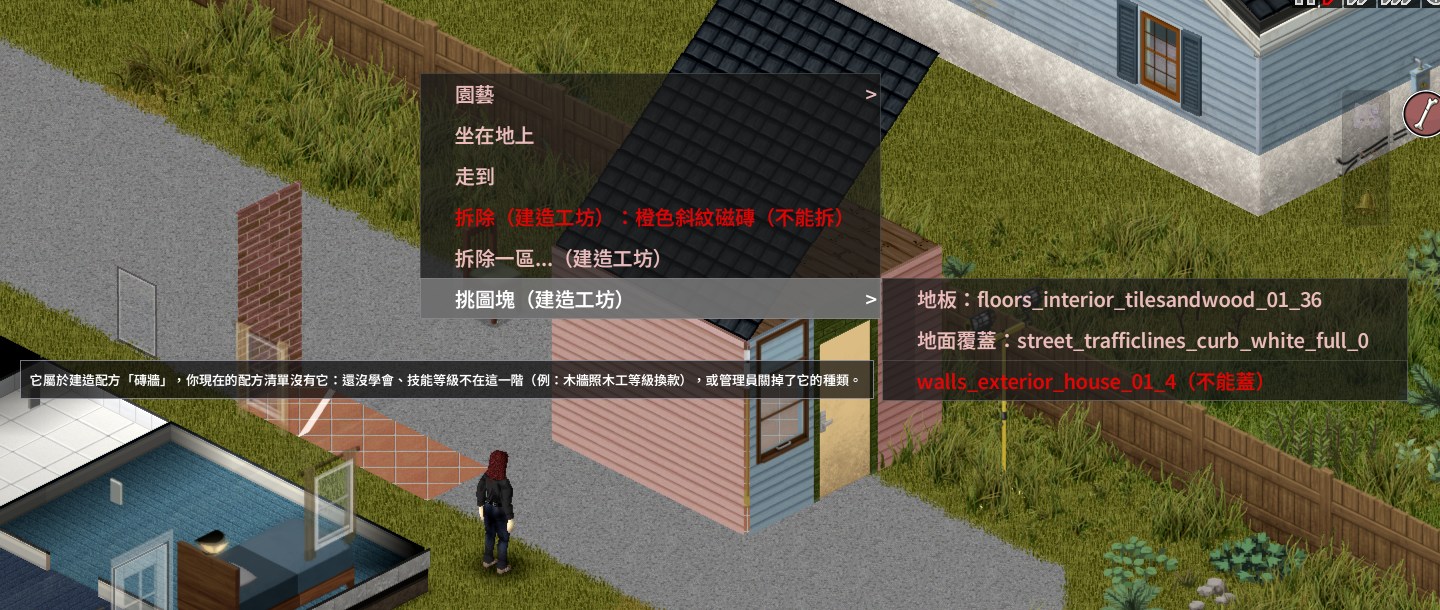 園藝 >
坐在地上
走到
拆除（建造工坊）：橙色斜紋磁磚（不能拆）
拆除一區...（建造工坊）
挑圖塊（建造工坊） >
地板：floors_interior_tilesandwood_01_36
地面覆蓋：street_trafficlines_curb_white_full_0
walls_exterior_house_01_4（不能蓋）
它屬於建造配方「磚牆」，你現在的配方清單沒有它：還沒學會、技能等級不在這一階（例：木牆照木工等級換款），或管理員關掉了它的種類。